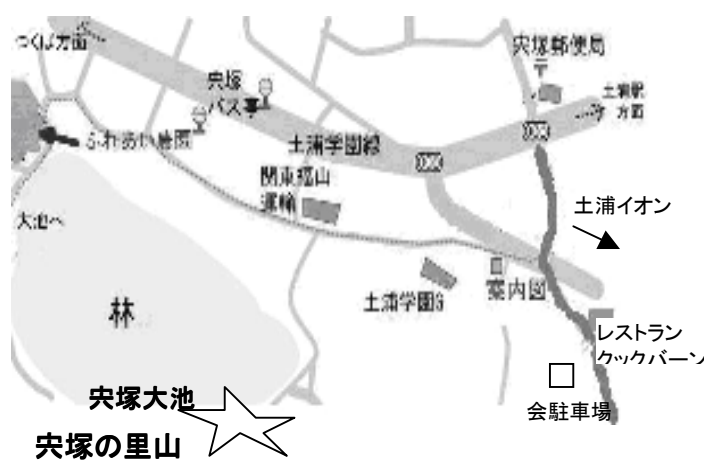 つくば方面
宍塚郵便局
〒
宍塚
バス亭
土浦駅
方面
土浦学園線
ふれあい農園
関東福山
運輸
大池へ
土浦イオン
案内図
土浦学園G
林
レストラン
クックバーン
宍塚大池
会駐車場
宍塚の里山